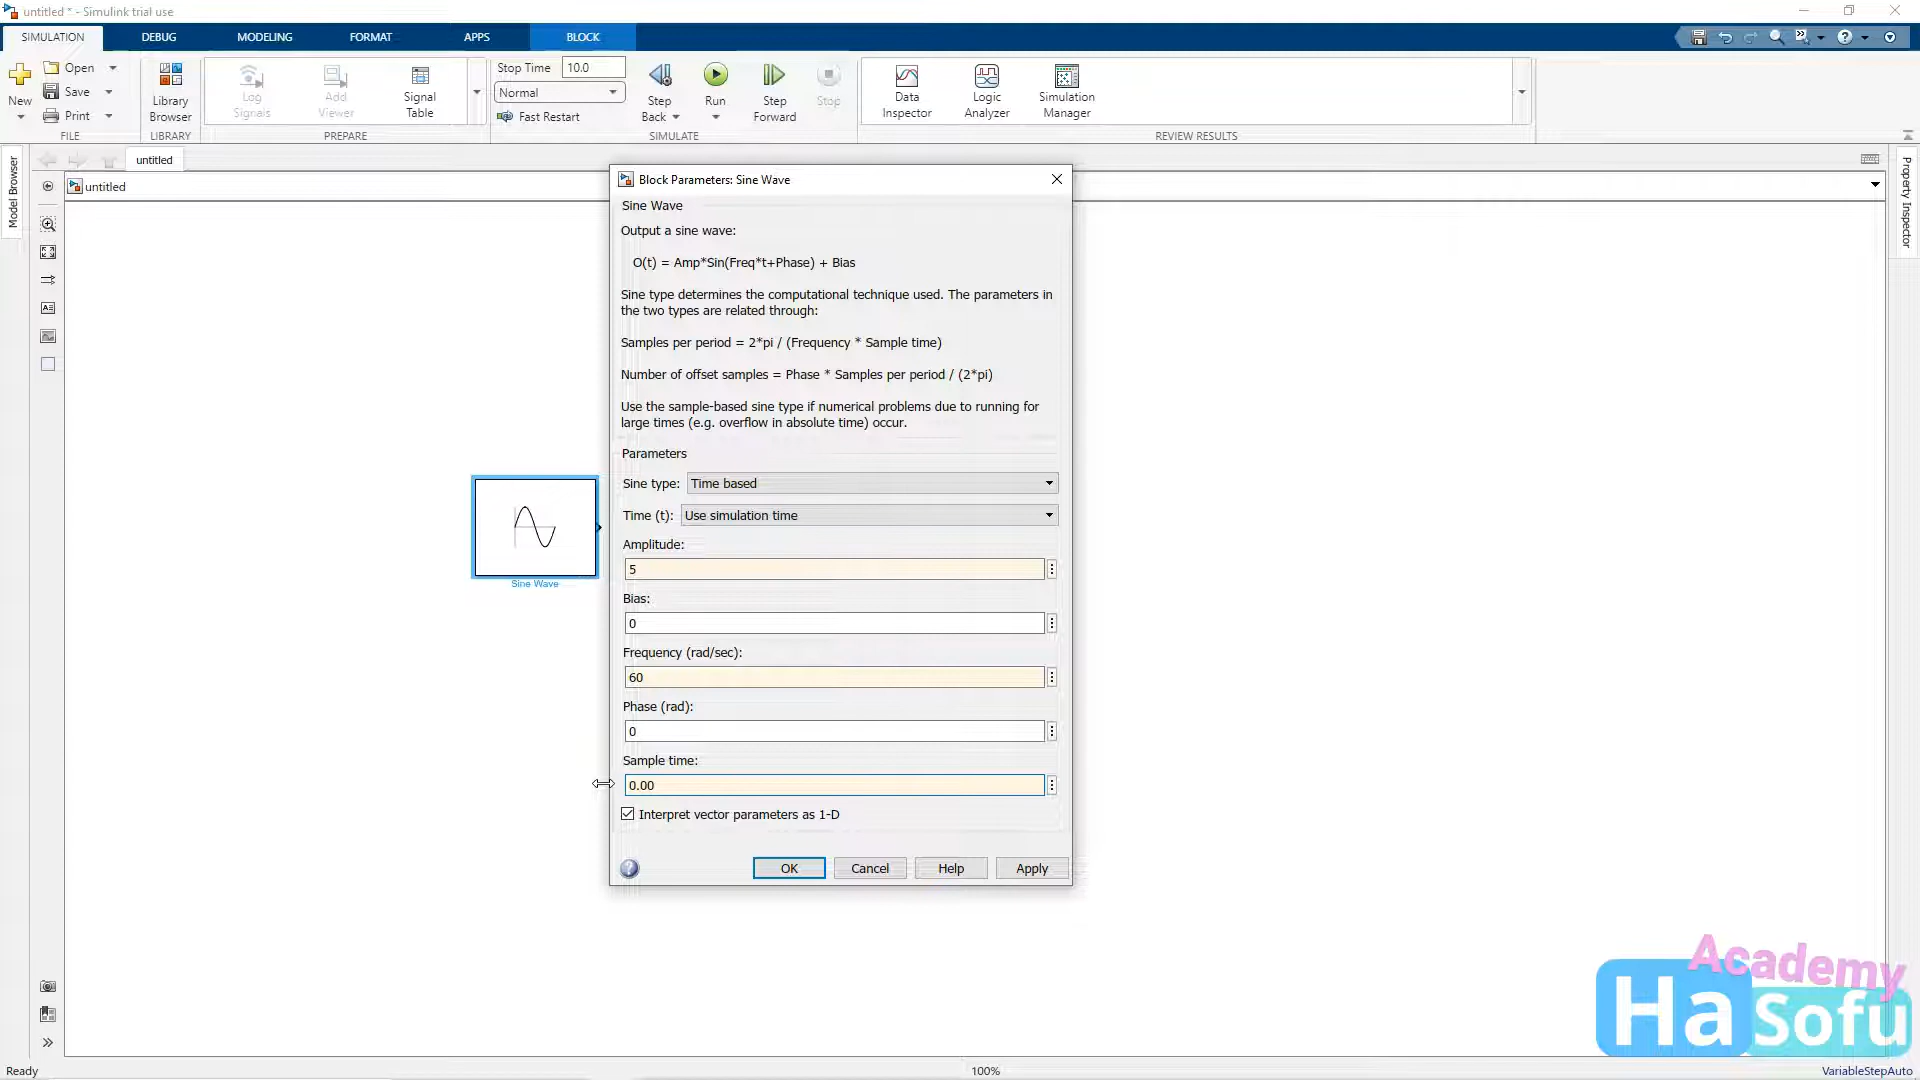 untitled * - Simulink trial use
SIMULATION
DEBUG
MODELING
FORMAT
APPS
BLOCK
New
Open
Save
Print
FILE
Library
Browser
LIBRARY
Log
Signals
Add
Viewer
Signal
Table
PREPARE
Stop Time 10.0
Normal
Fast Restart
Step
Back
Run
Step
Forward
Stop
SIMULATE
Data
Inspector
Logic
Analyzer
Simulation
Manager
REVIEW RESULTS
Model Browser
untitled
untitled
Property Inspector
Block Parameters: Sine Wave
Sine Wave
Output a sine wave:
O(t) = Amp*Sin(Freq*t+Phase) + Bias
Sine type determines the computational technique used. The parameters in
the two types are related through:
Samples per period = 2*pi / (Frequency * Sample time)
Number of offset samples = Phase * Samples per period / (2*pi)
Use the sample-based sine type if numerical problems due to running for
large times (e.g. overflow in absolute time) occur.
Parameters
Sine type: Time based
Time (t): Use simulation time
Amplitude:
5
Bias:
0
Frequency (rad/sec):
60
Phase (rad):
0
Sample time:
0.00
Interpret vector parameters as 1-D
OK
Cancel
Help
Apply
Sine Wave
Academy
HaSofu
Ready
100%
VariableStepAuto